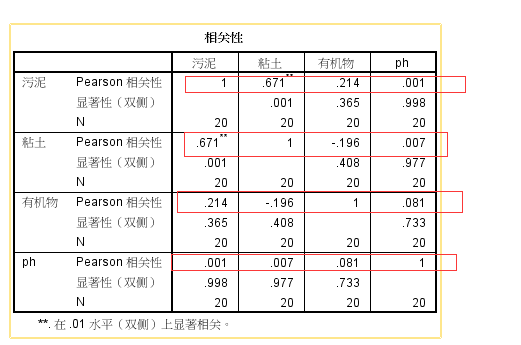 相关性
污泥 粘土 有机物 ph
污泥 Pearson 相关性 1 .671** .214 .001
显著性（双侧） .001 .365 .998
N 20 20 20 20
粘土 Pearson 相关性 .671** 1 -.196 .007
显著性（双侧） .001 .408 .977
N 20 20 20 20
有机物 Pearson 相关性 .214 -.196 1 .081
显著性（双侧） .365 .408 .733
N 20 20 20 20
ph Pearson 相关性 .001 .007 .081 1
显著性（双侧） .998 .977 .733
N 20 20 20 20
**. 在 .01 水平（双侧）上显著相关。